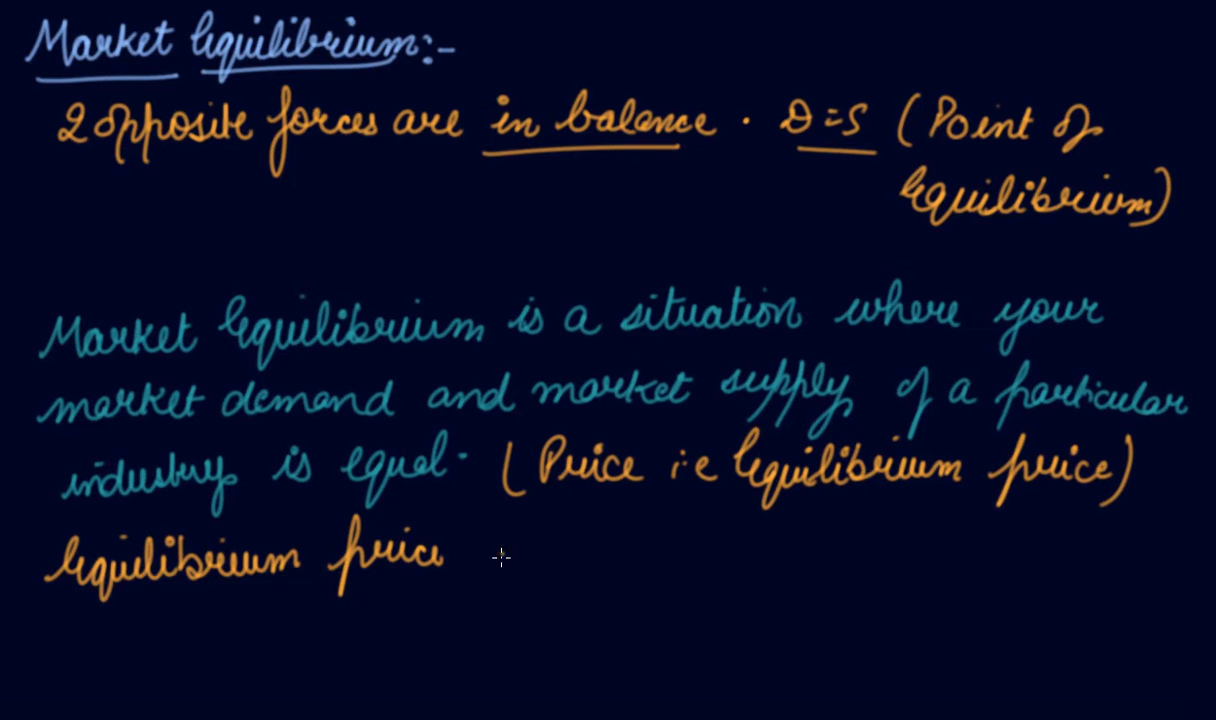 Market Equilibrium:-
2 opposite forces are in balance . D=S (Point of
Equilibrium)
Market Equilibrium is a situation where your
market demand and market supply of a particular
industry is equal. (Price i.e Equilibrium price)
Equilibrium price